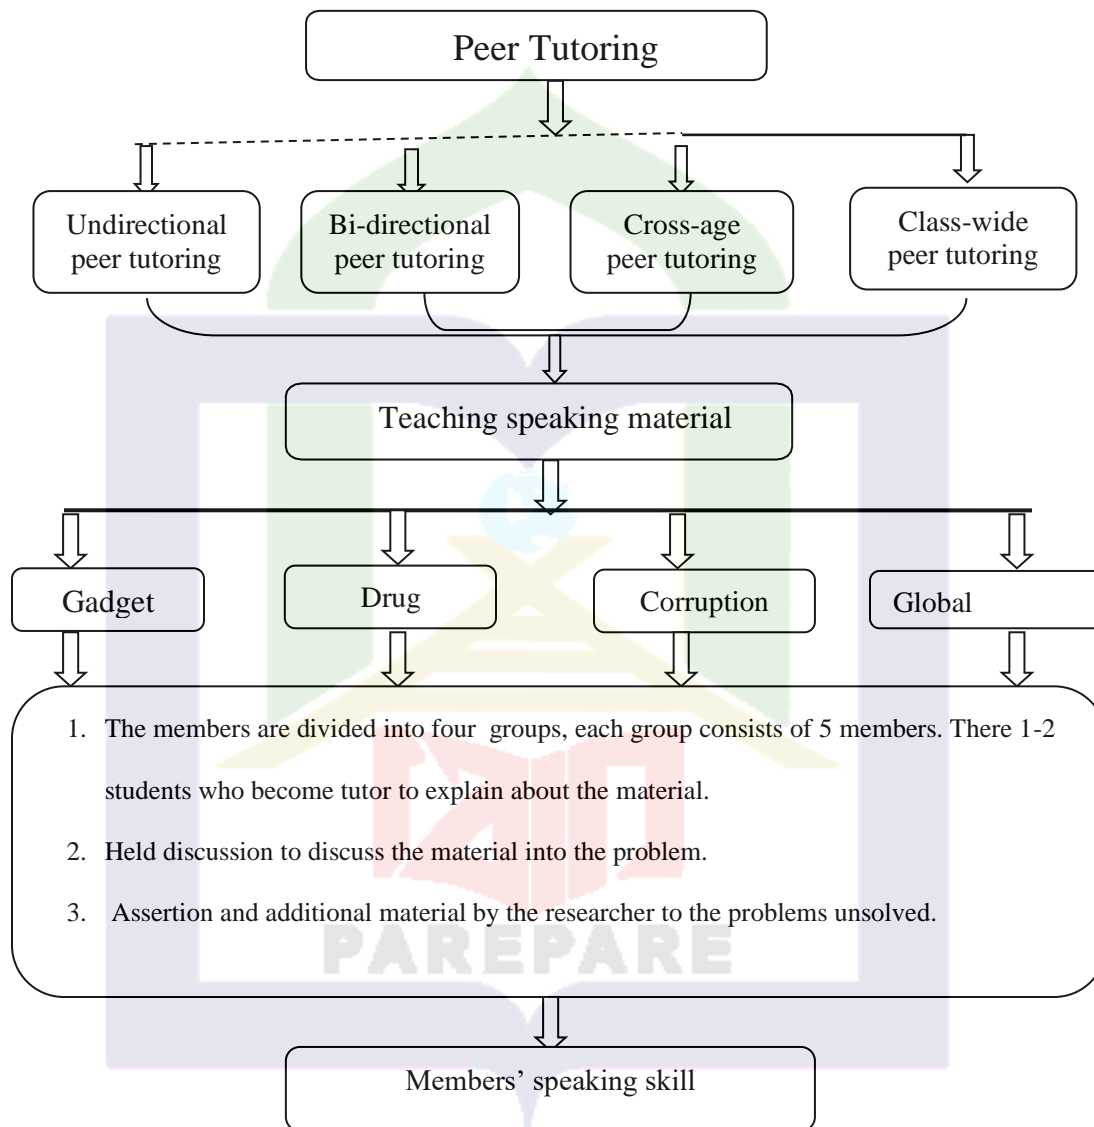 Peer Tutoring
Undirectional
peer tutoring
Bi-directional
peer tutoring
Cross-age
peer tutoring
Class-wide
peer tutoring
Teaching speaking material
Gadget
Drug
Corruption
Global
1. The members are divided into four groups, each group consists of 5 members. There 1-2
students who become tutor to explain about the material.
2. Held discussion to discuss the material into the problem.
3. Assertion and additional material by the researcher to the problems unsolved.
PAREPARE
Members’ speaking skill